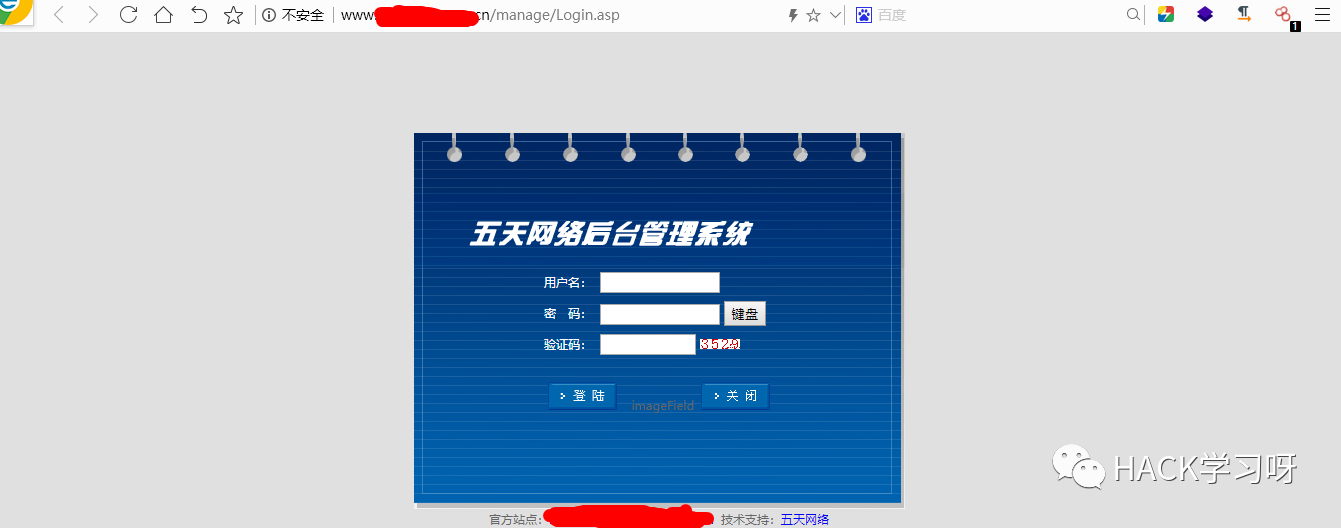 不安全 www. cn/manage/Login.asp 百度
1
五天网络后台管理系统
用户名：
密 码： 键盘
验证码： 3529
登 陆 imageField 关 闭
HACK学习呀
官方站点： 技术支持：五天网络